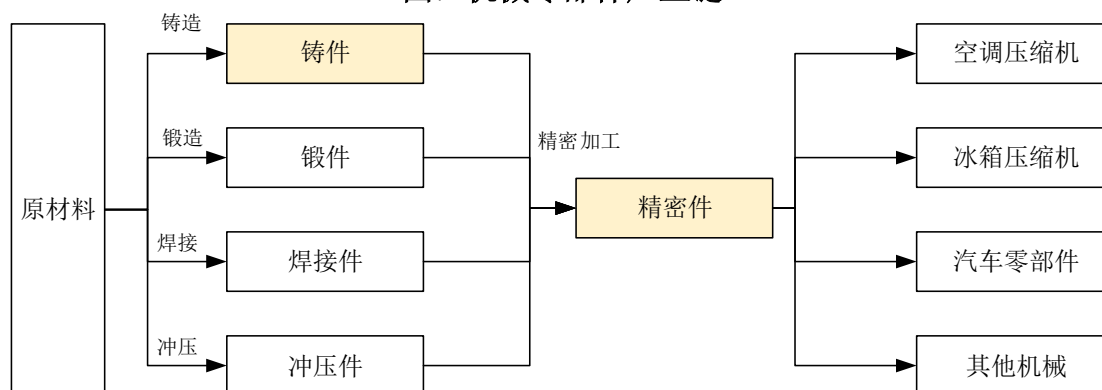 铸造
铸件
空调压缩机
锻造
锻件
精密加工
冰箱压缩机
原材料
精密件
焊接
焊接件
汽车零部件
冲压
冲压件
其他机械